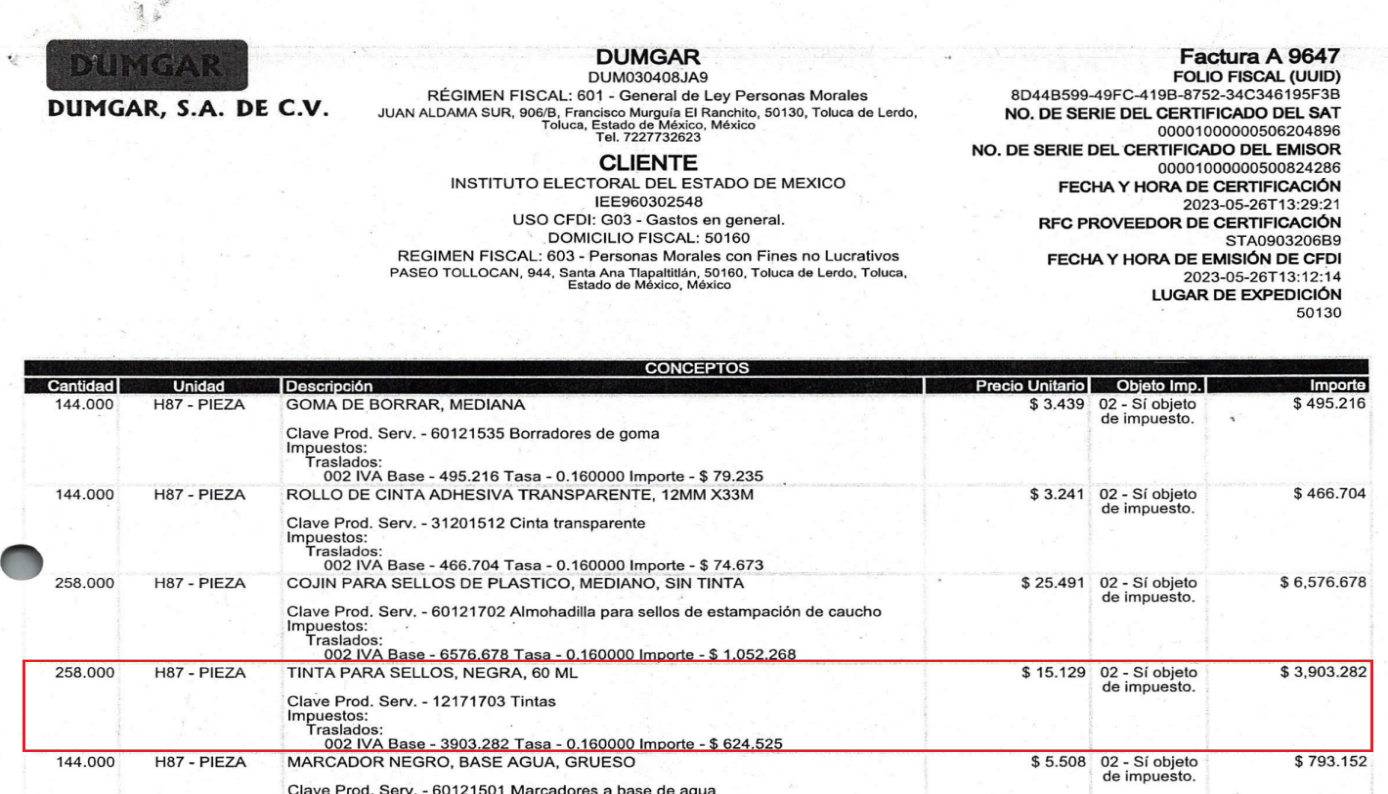 DUMGAR
DUMGAR, S.A. DE C.V.
DUMGAR
DUM030408JA9
RÉGIMEN FISCAL: 601 - General de Ley Personas Morales
JUAN ALDAMA SUR, 906/B, Francisco Murguía El Ranchito, 50130, Toluca de Lerdo,
Toluca, Estado de México, México
Tel. 7227732623
CLIENTE
INSTITUTO ELECTORAL DEL ESTADO DE MEXICO
IEE960302548
USO CFDI: G03 - Gastos en general.
DOMICILIO FISCAL: 50160
REGIMEN FISCAL: 603 - Personas Morales con Fines no Lucrativos
PASEO TOLLOCAN, 944, Santa Ana Tlapaltitlán, 50160, Toluca de Lerdo, Toluca,
Estado de México, México
Factura A 9647
FOLIO FISCAL (UUID)
8D44B599-49FC-419B-8752-34C346195F3B
NO. DE SERIE DEL CERTIFICADO DEL SAT
00001000000506204896
NO. DE SERIE DEL CERTIFICADO DEL EMISOR
00001000000500824286
FECHA Y HORA DE CERTIFICACIÓN
2023-05-26T13:29:21
RFC PROVEEDOR DE CERTIFICACIÓN
STA0903206B9
FECHA Y HORA DE EMISIÓN DE CFDI
2023-05-26T13:12:14
LUGAR DE EXPEDICIÓN
50130
CONCEPTOS
Cantidad Unidad Descripción Precio Unitario Objeto Imp. Importe
144.000 H87 - PIEZA GOMA DE BORRAR, MEDIANA $ 3.439 02 - Sí objeto $ 495.216
de impuesto.
Clave Prod. Serv. - 60121535 Borradores de goma
Impuestos:
Traslados:
002 IVA Base - 495.216 Tasa - 0.160000 Importe - $ 79.235
144.000 H87 - PIEZA ROLLO DE CINTA ADHESIVA TRANSPARENTE, 12MM X33M $ 3.241 02 - Sí objeto $ 466.704
de impuesto.
Clave Prod. Serv. - 31201512 Cinta transparente
Impuestos:
Traslados:
002 IVA Base - 466.704 Tasa - 0.160000 Importe - $ 74.673
258.000 H87 - PIEZA COJIN PARA SELLOS DE PLASTICO, MEDIANO, SIN TINTA $ 25.491 02 - Sí objeto $ 6,576.678
de impuesto.
Clave Prod. Serv. - 60121702 Almohadilla para sellos de estampación de caucho
Impuestos:
Traslados:
002 IVA Base - 6576.678 Tasa - 0.160000 Importe - $ 1,052.268
258.000 H87 - PIEZA TINTA PARA SELLOS, NEGRA, 60 ML $ 15.129 02 - Sí objeto $ 3,903.282
de impuesto.
Clave Prod. Serv. - 12171703 Tintas
Impuestos:
Traslados:
002 IVA Base - 3903.282 Tasa - 0.160000 Importe - $ 624.525
144.000 H87 - PIEZA MARCADOR NEGRO, BASE AGUA, GRUESO $ 5.508 02 - Sí objeto $ 793.152
de impuesto.
Clave Prod. Serv. - 60121501 Marcadores a base de agua